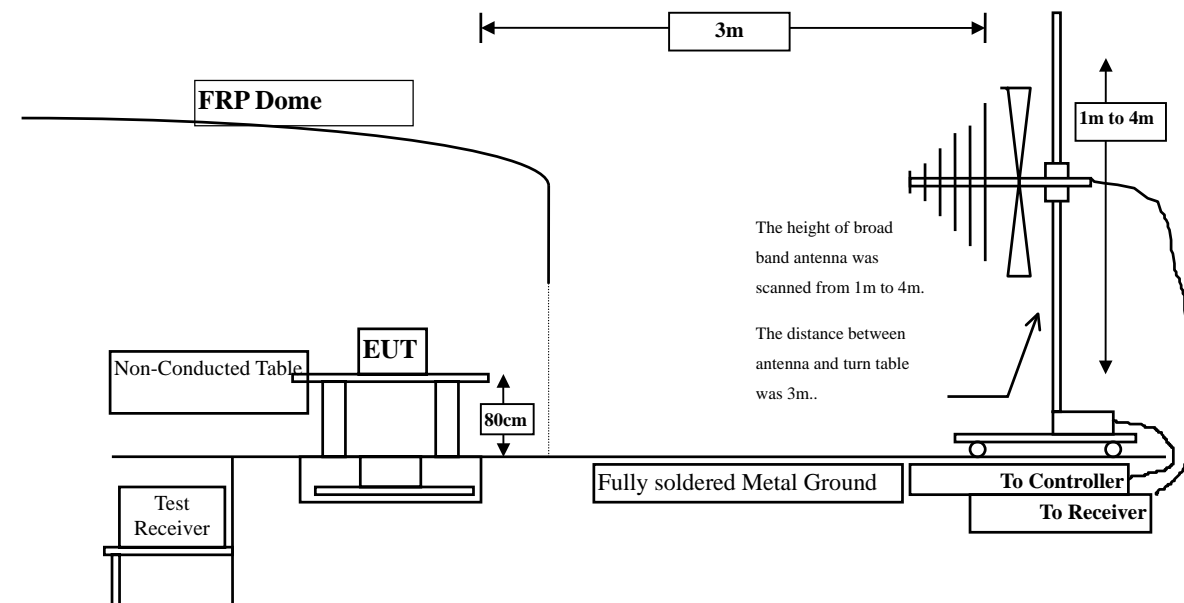 3m
FRP Dome
1m to 4m
The height of broad
band antenna was
scanned from 1m to 4m.
The distance between
antenna and turn table
was 3m..
EUT
Non-Conducted Table
80cm
Fully soldered Metal Ground
To Controller
To Receiver
Test
Receiver